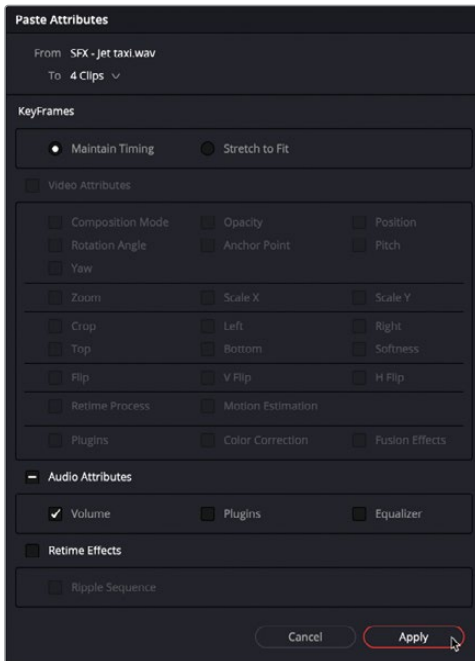 Paste Attributes
From SFX - Jet taxi.wav
To 4 Clips
KeyFrames
Maintain Timing Stretch to Fit
Video Attributes
Composition Mode Opacity Position
Rotation Angle Anchor Point Pitch
Yaw
Zoom Scale X Scale Y
Crop Left Right
Top Bottom Softness
Flip V Flip H Flip
Retime Process Motion Estimation
Plugins Color Correction Fusion Effects
Audio Attributes
Volume Plugins Equalizer
Retime Effects
Ripple Sequence
Cancel Apply